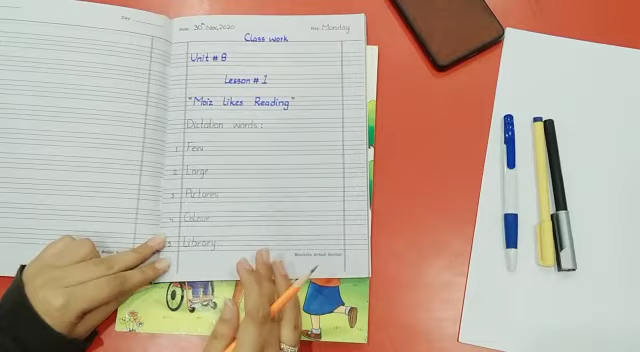 Day
Date: 30th Nov, 2020 Day: Monday
Class work
Unit # 8
Lesson # 1
"Moiz Likes Reading"
Dictation words:
1 Few
2 Large
3 Pictures
4 Colour
5 Library